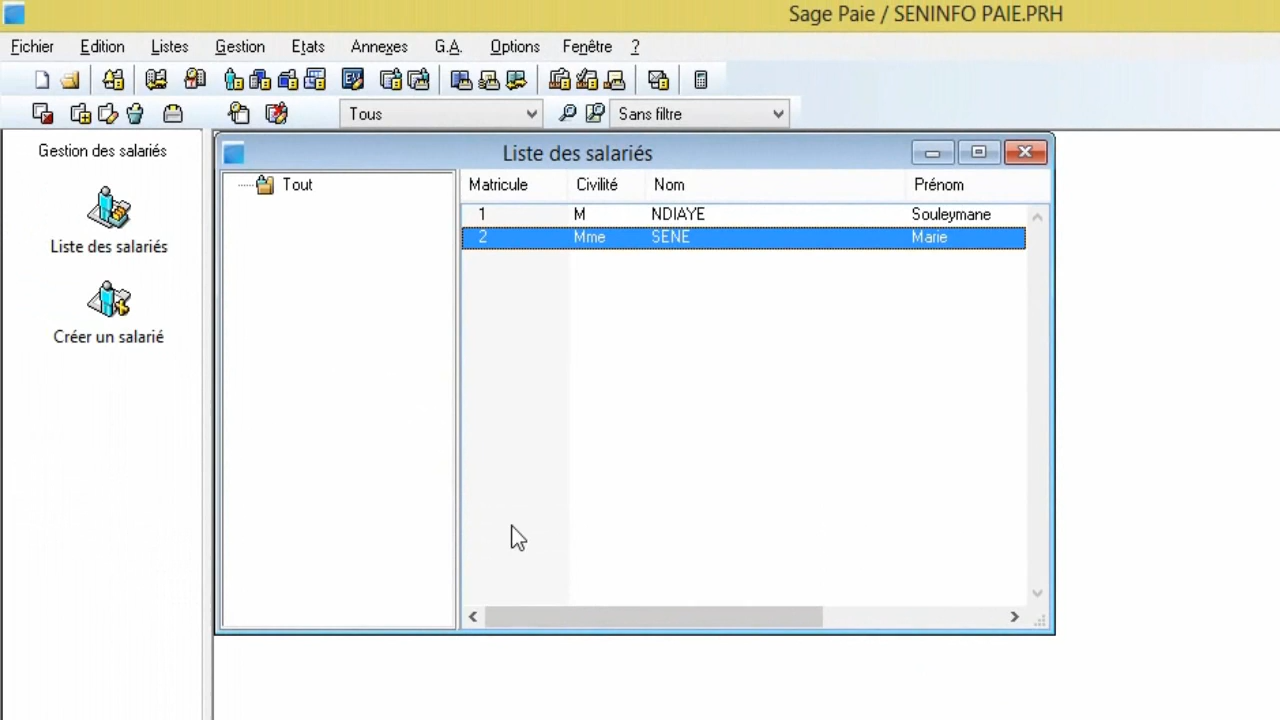 Sage Paie / SENINFO PAIE.PRH
Fichier Edition Listes Gestion Etats Annexes G.A. Options Fenêtre ?
Tous Sans filtre
Gestion des salariés
Liste des salariés
Créer un salarié
Liste des salariés
Tout
Matricule Civilité Nom Prénom
1 M NDIAYE Souleymane
2 Mme SENE Marie